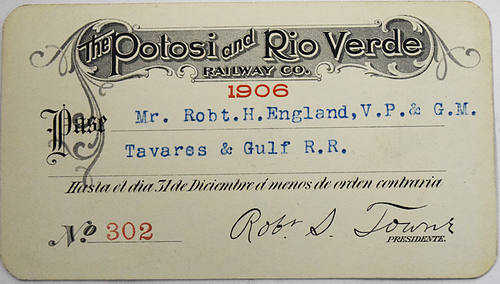 The Potosi and Rio Verde
RAILWAY CO.
1906
Pase Mr. Robt. H. England, V.P. & G.M.
Tavares & Gulf R.R.
Hasta el dia 31 de Diciembre á menos de orden contraria
No 302 Robt. S. Towne
PRESIDENTE.